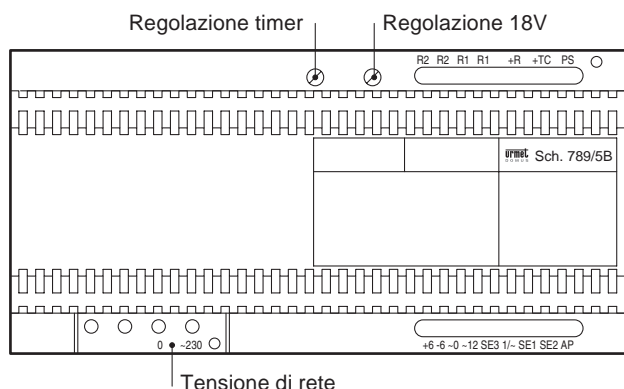 Regolazione timer Regolazione 18V
R2 R2 R1 R1 +R +TC PS
urmet Sch. 789/5B
DOMUS
0 ~230
+6 -6 ~0 ~12 SE3 1/~ SE1 SE2 AP
Tensione di rete